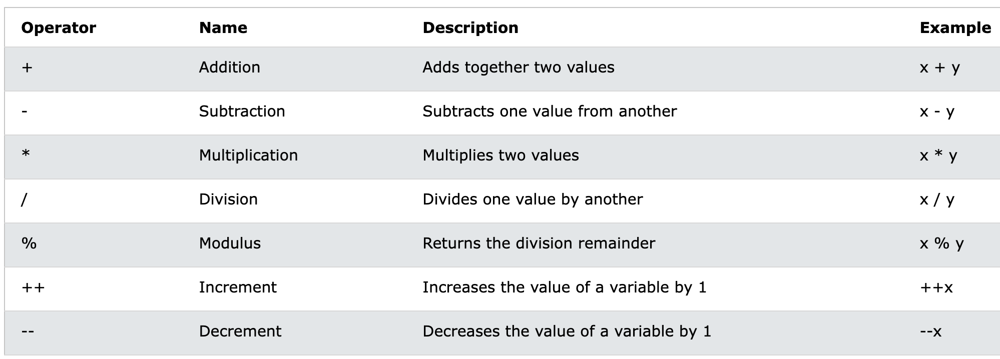 Operator Name Description Example
+ Addition Adds together two values x + y
- Subtraction Subtracts one value from another x - y
* Multiplication Multiplies two values x * y
/ Division Divides one value by another x / y
% Modulus Returns the division remainder x % y
++ Increment Increases the value of a variable by 1 ++x
-- Decrement Decreases the value of a variable by 1 --x